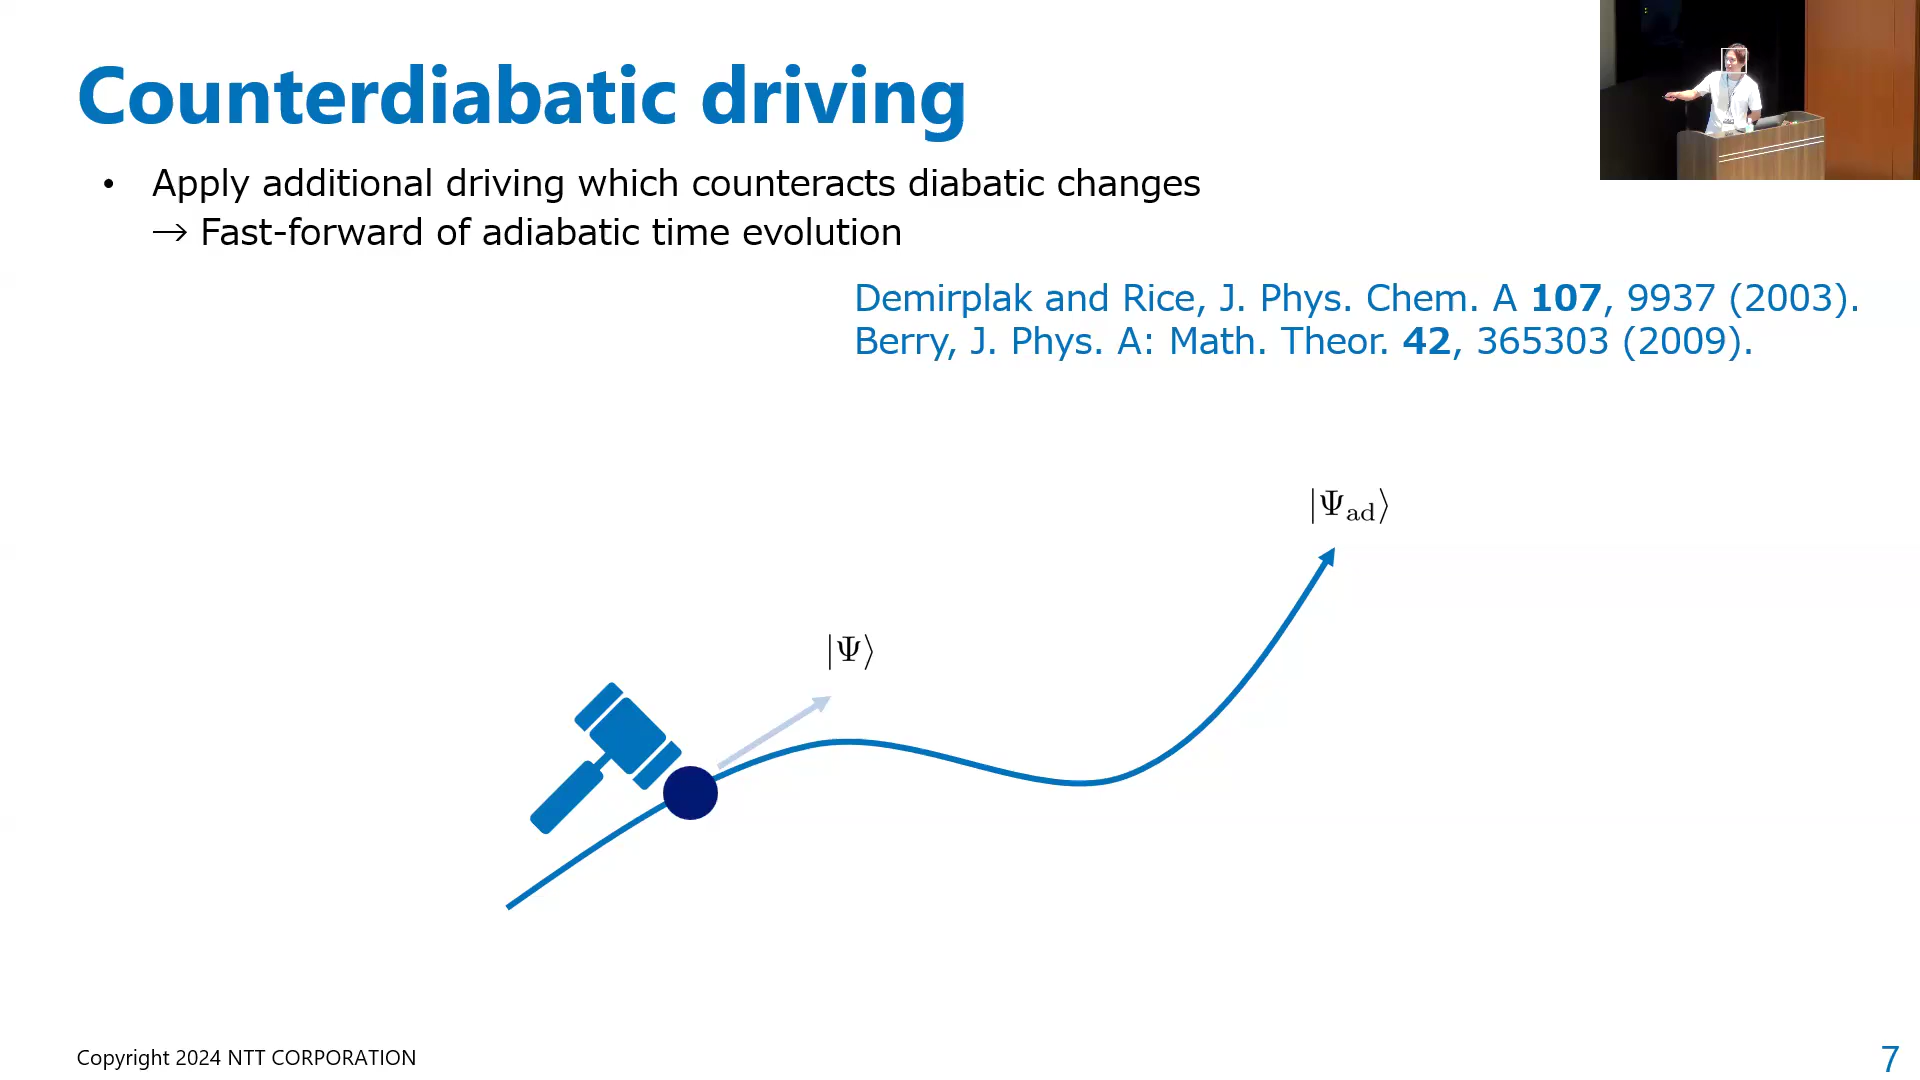 Counterdiabatic driving
• Apply additional driving which counteracts diabatic changes
→ Fast-forward of adiabatic time evolution
Demirplak and Rice, J. Phys. Chem. A 107, 9937 (2003).
Berry, J. Phys. A: Math. Theor. 42, 365303 (2009).
|Ψ_ad⟩
|Ψ⟩
Copyright 2024 NTT CORPORATION
7